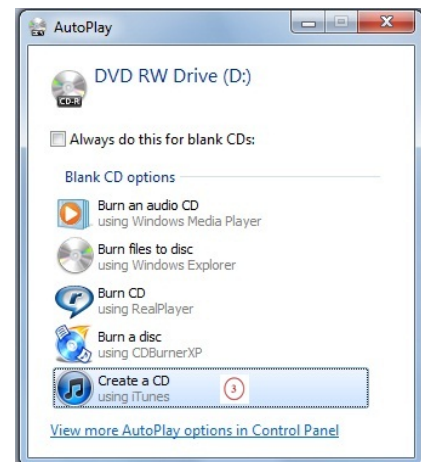 AutoPlay
DVD RW Drive (D:)
CD-R
Always do this for blank CDs:
Blank CD options
Burn an audio CD
using Windows Media Player
Burn files to disc
using Windows Explorer
Burn CD
using RealPlayer
Burn a disc
using CDBurnerXP
Create a CD
using iTunes
3
View more AutoPlay options in Control Panel